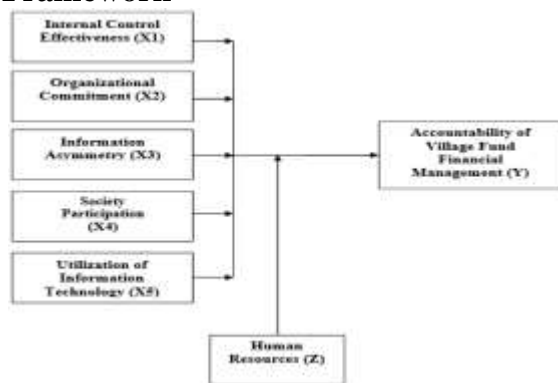 Framework
Internal Control
Effectiveness (X1)
Organizational
Commitment (X2)
Information
Asymmetry (X3)
Society
Participation
(X4)
Utilization of
Information
Technology (X5)
Accountability of
Village Fund
Financial
Management (Y)
Human
Resources (Z)